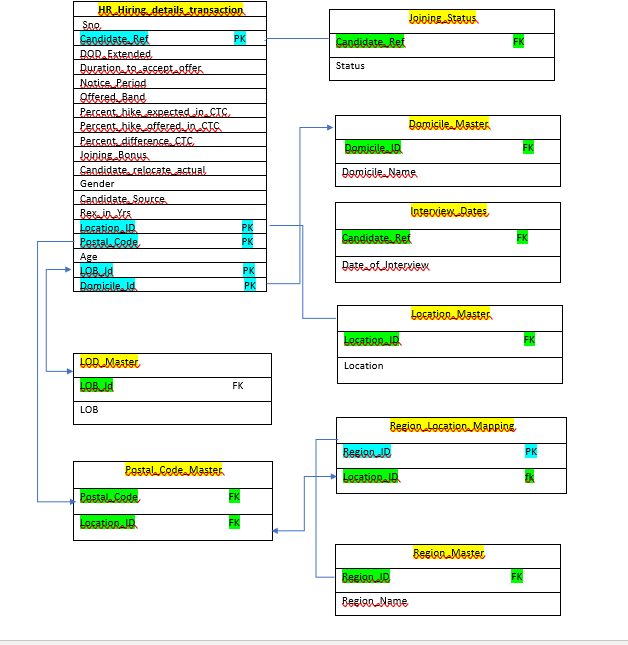 HR_Hiring_details_transaction
Sno.
Candidate_Ref PK
DOD_Extended
Duration_to_accept_offer
Notice_Period
Offered_Band
Percent_hike_expected_in_CTC
Percent_hike_offered_in_CTC
Percent_difference_CTC
Joining_Bonus
Candidate_relocate_actual
Gender
Candidate_Source
Rex_in_Yrs
Location_ID PK
Postal_Code PK
Age
LOB_Id PK
Domicile_Id PK
LOD_Master
LOB_Id FK
LOB
Postal_Code_Master
Postal_Code FK
Location_ID FK
Joining_Status
Candidate_Ref FK
Status
Domicile_Master
Domicile_ID FK
Domicile_Name
Interview_Dates
Candidate_Ref FK
Date_of_Interview
Location_Master
Location_ID FK
Location
Region_Location_Mapping
Region_ID PK
Location_ID fk
Region_Master
Region_ID FK
Region_Name